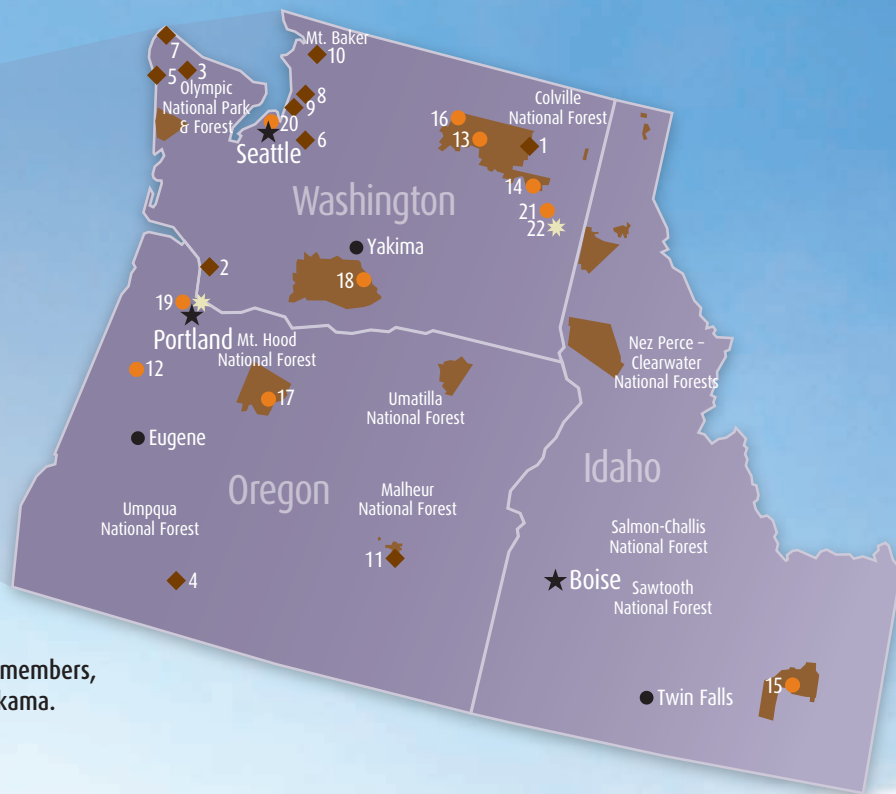 Mt. Baker
10
7
5
3
Olympic
National Park
& Forest
8
9
20
6
Seattle
Colville
National Forest
16
13
1
14
21
22
Washington
Yakima
2
18
19
Portland
Mt. Hood
National Forest
12
17
Umatilla
National Forest
Nez Perce –
Clearwater
National Forests
Eugene
Oregon
Idaho
Malheur
National Forest
Umpqua
National Forest
Salmon-Challis
National Forest
11
4
Boise
Sawtooth
National Forest
members,
kama.
15
Twin Falls